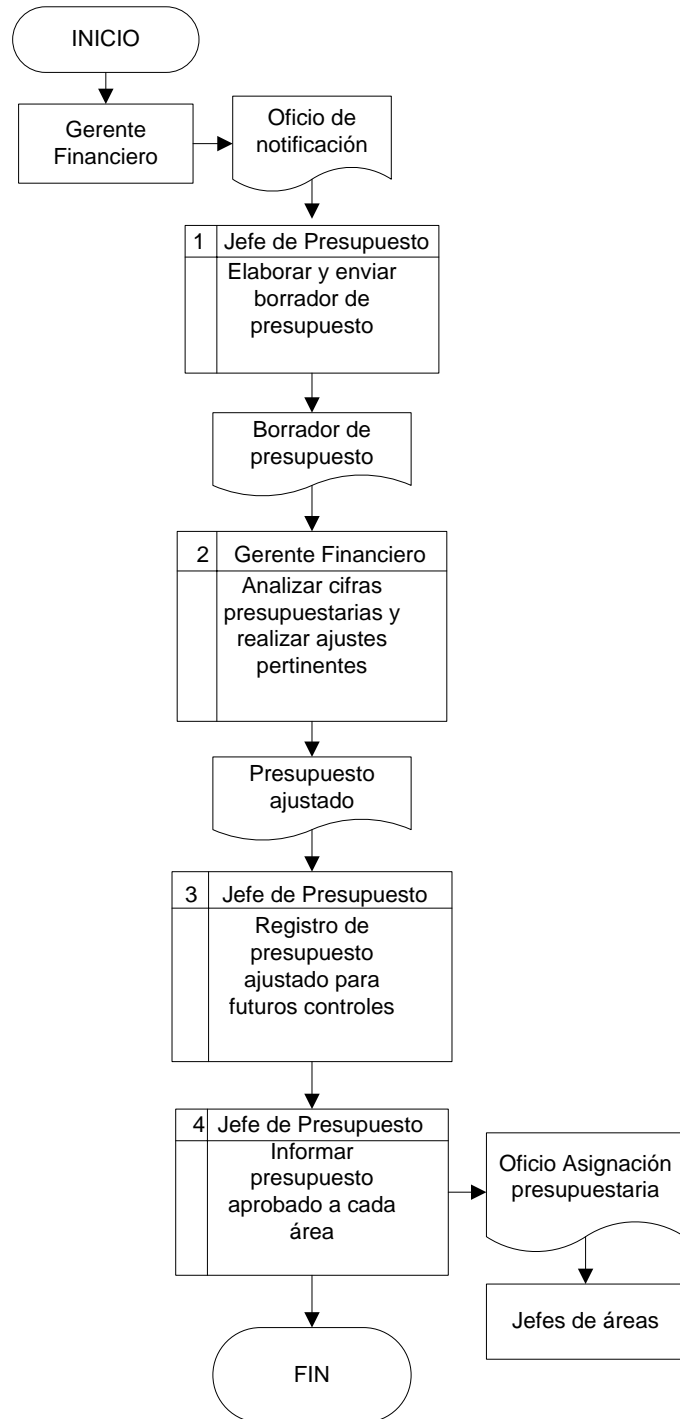 INICIO
Gerente
Financiero
Oficio de
notificación
1 Jefe de Presupuesto
Elaborar y enviar
borrador de
presupuesto
Borrador de
presupuesto
2 Gerente Financiero
Analizar cifras
presupuestarias y
realizar ajustes
pertinentes
Presupuesto
ajustado
3 Jefe de Presupuesto
Registro de
presupuesto
ajustado para
futuros controles
4 Jefe de Presupuesto
Informar
presupuesto
aprobado a cada
área
Oficio Asignación
presupuestaria
Jefes de áreas
FIN